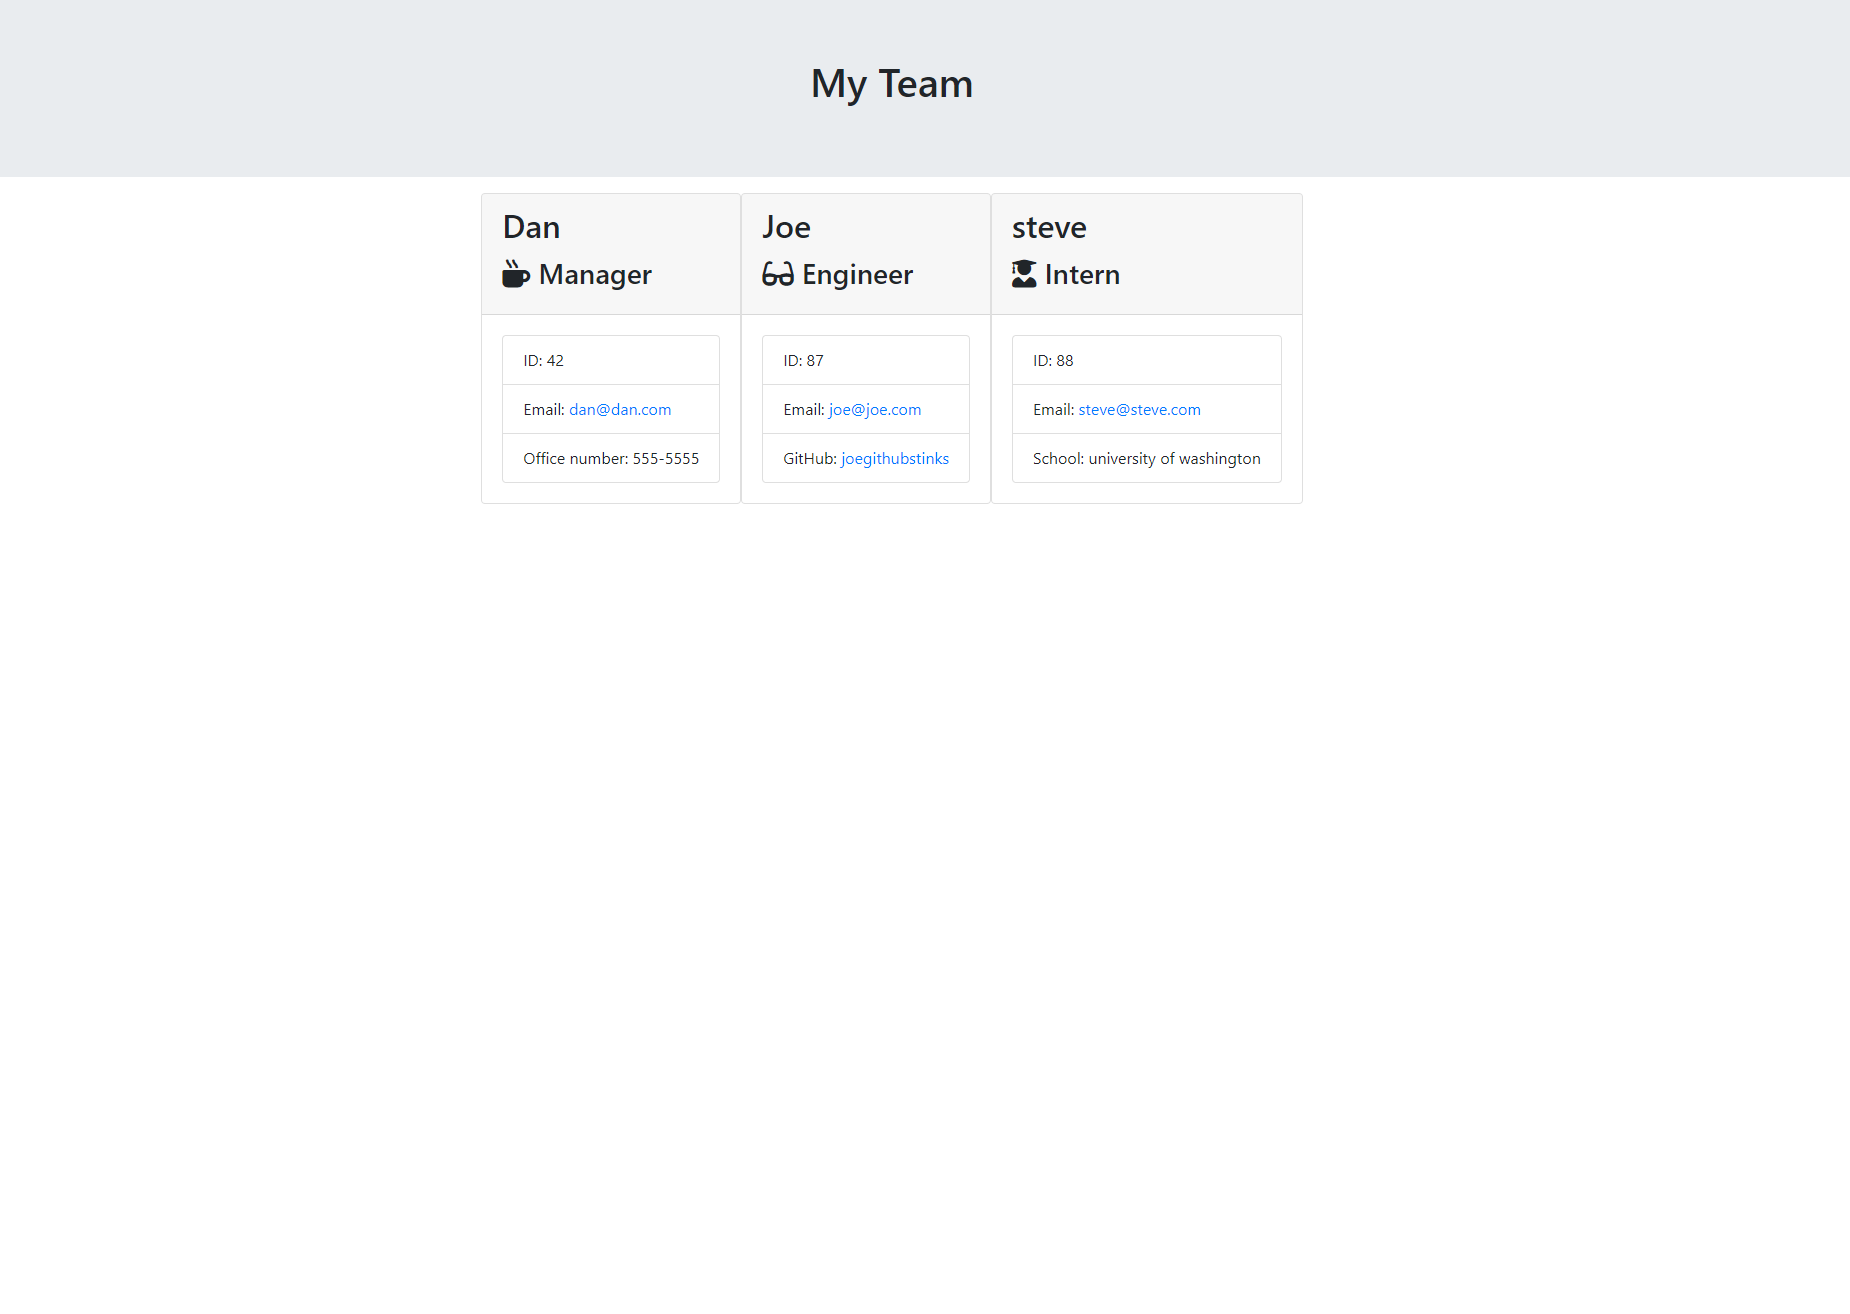 My Team
Dan
Manager
ID: 42
Email: dan@dan.com
Office number: 555-5555
Joe
Engineer
ID: 87
Email: joe@joe.com
GitHub: joegithubstinks
steve
Intern
ID: 88
Email: steve@steve.com
School: university of washington